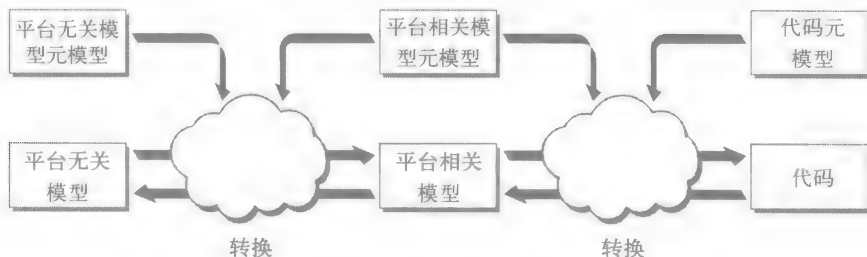 平台无关模
型元模型
平台相关模
型元模型
代码元
模型
平台无关
模型
平台相关
模型
代码
转换
转换